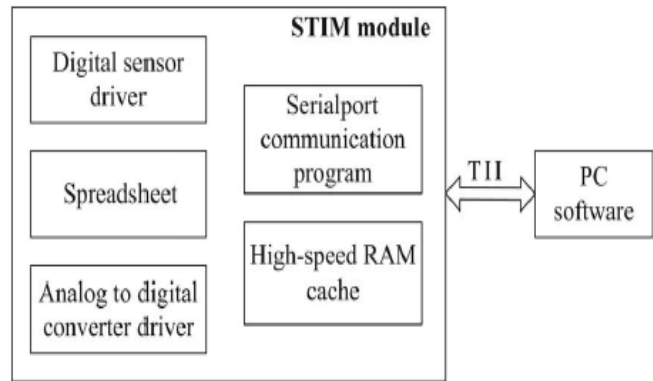 STIM module
Digital sensor
driver
Spreadsheet
Analog to digital
converter driver
Serialport
communication
program
High-speed RAM
cache
TII
PC
software